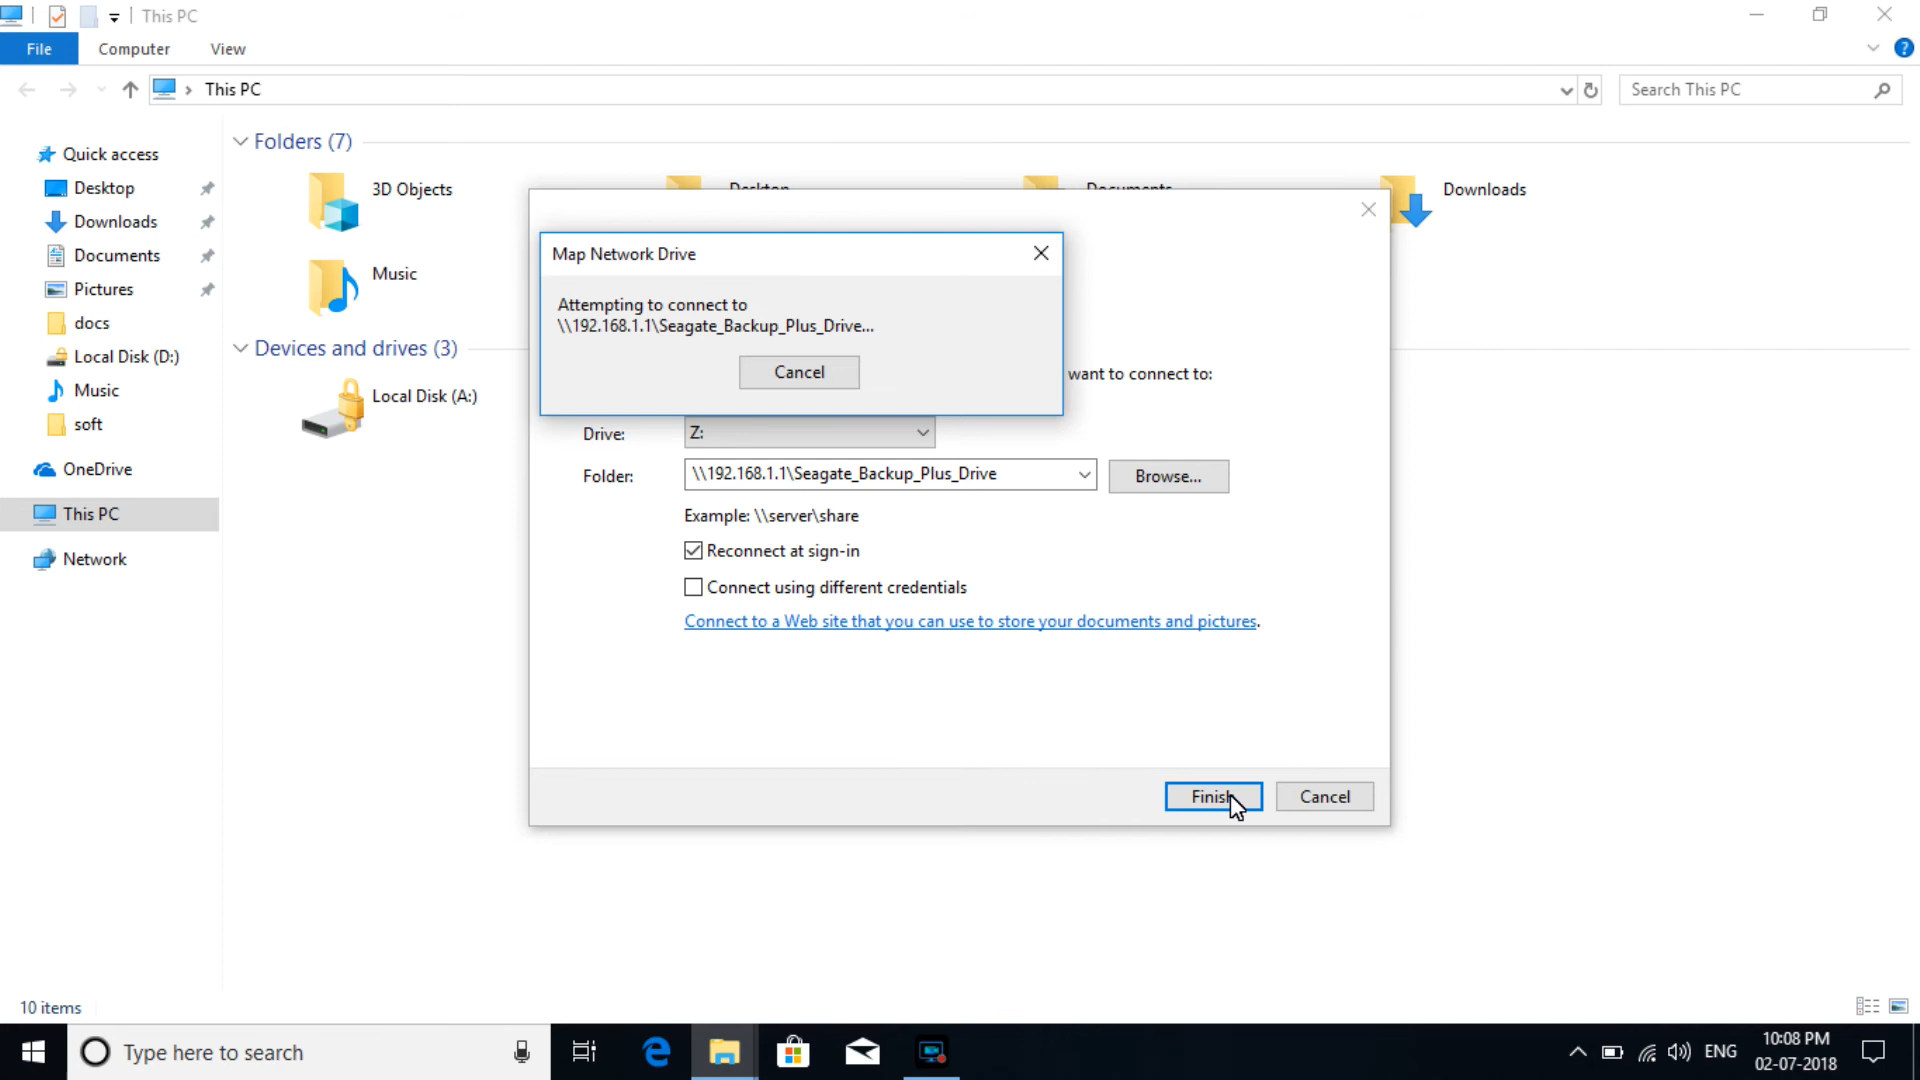 This PC
File
Computer
View
This PC
Search This PC
Quick access
Desktop
Downloads
Documents
Pictures
docs
Local Disk (D:)
Music
soft
OneDrive
This PC
Network
Folders (7)
3D Objects
Desktop
Documents
Downloads
Music
Devices and drives (3)
Local Disk (A:)
Map Network Drive
Attempting to connect to
\\192.168.1.1\Seagate_Backup_Plus_Drive...
Cancel
want to connect to:
Drive:
Z:
Folder:
\\192.168.1.1\Seagate_Backup_Plus_Drive
Browse...
Example: \\server\share
Reconnect at sign-in
Connect using different credentials
Connect to a Web site that you can use to store your documents and pictures.
Finish
Cancel
10 items
Type here to search
ENG
10:08 PM
02-07-2018